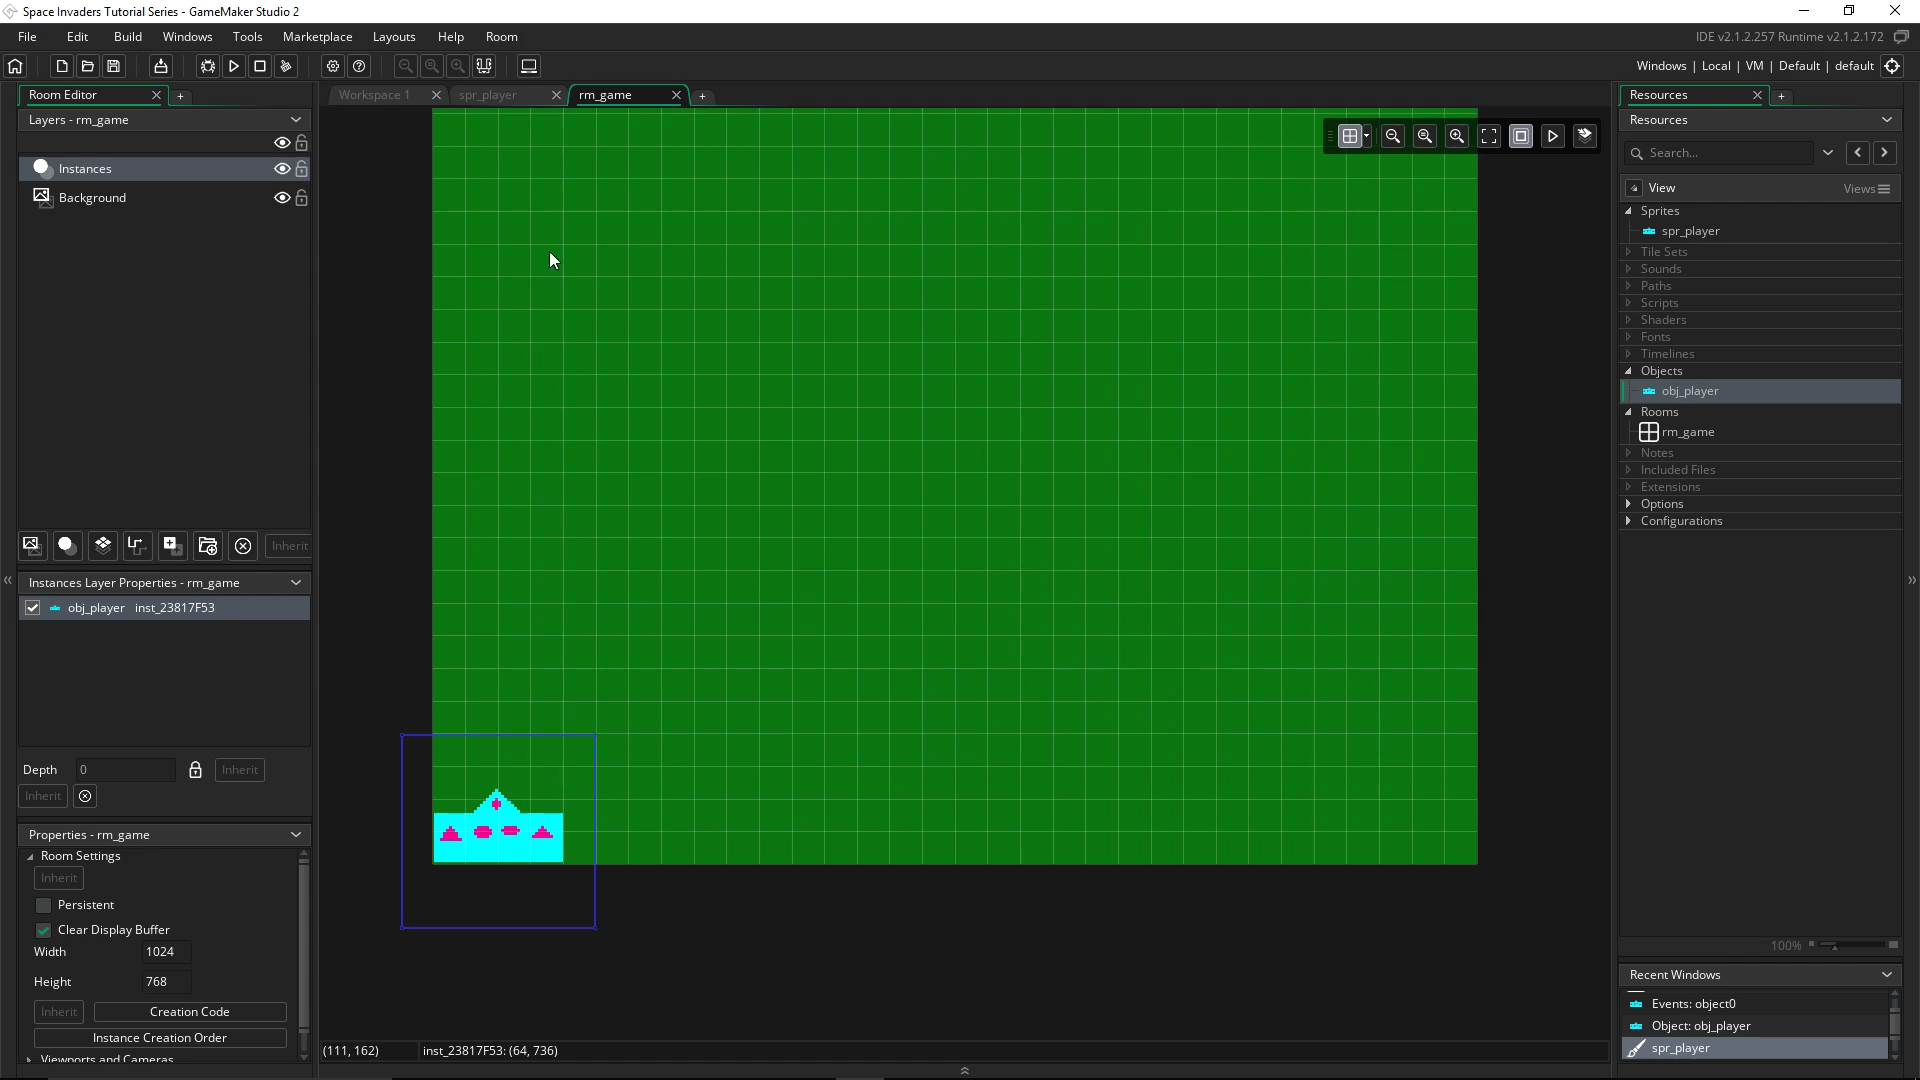 Space Invaders Tutorial Series - GameMaker Studio 2
File Edit Build Windows Tools Marketplace Layouts Help Room
IDE v2.1.2.257 Runtime v2.1.2.172
Windows | Local | VM | Default | default
Room Editor
Workspace 1
spr_player
rm_game
Resources
Layers - rm_game
Resources
Search...
Instances
Background
View
Views
Sprites
spr_player
Tile Sets
Sounds
Paths
Scripts
Shaders
Fonts
Timelines
Objects
obj_player
Rooms
rm_game
Notes
Included Files
Extensions
Options
Configurations
Inherit
Instances Layer Properties - rm_game
obj_player inst_23817F53
Depth 0 Inherit
Inherit
Properties - rm_game
Room Settings
Inherit
Persistent
Clear Display Buffer
Width 1024
Height 768
Inherit Creation Code
Instance Creation Order
Viewports and Cameras
(111, 162)
inst_23817F53: (64, 736)
100%
Recent Windows
Events: object0
Object: obj_player
spr_player